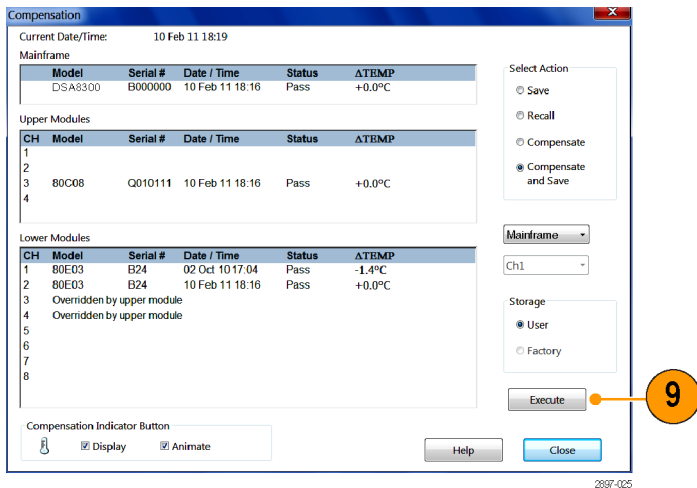 Compensation
Current Date/Time: 10 Feb 11 18:19
Mainframe
Model Serial # Date / Time Status ΔTEMP
DSA8300 B000000 10 Feb 11 18:16 Pass +0.0°C
Upper Modules
CH Model Serial # Date / Time Status ΔTEMP
1
2
3 80C08 Q010111 10 Feb 11 18:16 Pass +0.0°C
4
Lower Modules
CH Model Serial # Date / Time Status ΔTEMP
1 80E03 B24 02 Oct 10 17:04 Pass -1.4°C
2 80E03 B24 10 Feb 11 18:16 Pass +0.0°C
3 Overridden by upper module
4 Overridden by upper module
5
6
7
8
Compensation Indicator Button
Display Animate
Select Action
Save
Recall
Compensate
Compensate
and Save
Mainframe
Ch1
Storage
User
Factory
Execute
9
Help Close
2897-025